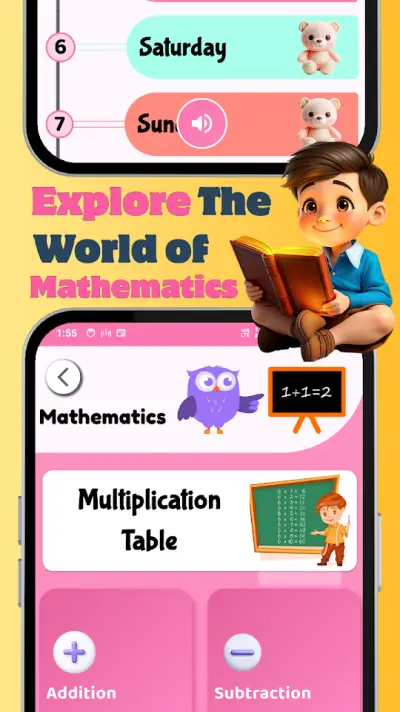 6 Saturday
7 Sun
Explore The
World of
Mathematics
1:55
Mathematics
1+1=2
Multiplication
Table
+ −
Addition Subtraction